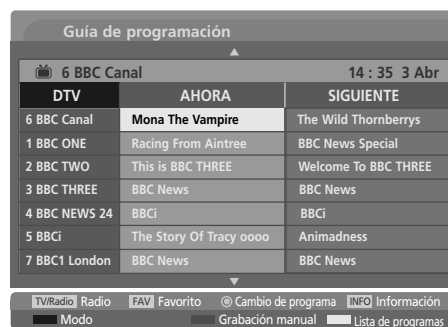 Guía de programación
6 BBC Canal 14 : 35 3 Abr
DTV AHORA SIGUIENTE
6 BBC Canal Mona The Vampire The Wild Thornberrys
1 BBC ONE Racing From Aintree BBC News Special
2 BBC TWO This is BBC THREE Welcome To BBC THREE
3 BBC THREE BBC News BBC News
4 BBC NEWS 24 BBCi BBCi
5 BBCi The Story Of Tracy oooo Animadness
7 BBC1 London BBC News BBC News
TV/Radio Radio FAV Favorito Cambio de programa INFO Información
Modo Grabación manual Lista de programas